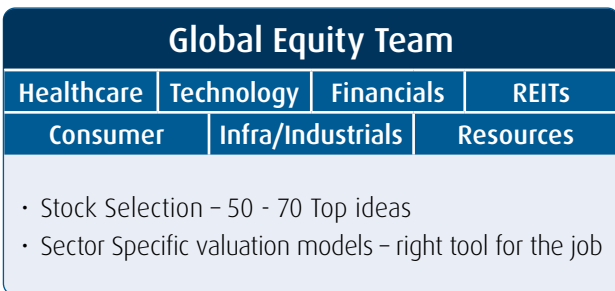 Global Equity Team
Healthcare Technology Financials REITs
Consumer Infra/Industrials Resources
· Stock Selection – 50 - 70 Top ideas
· Sector Specific valuation models – right tool for the job